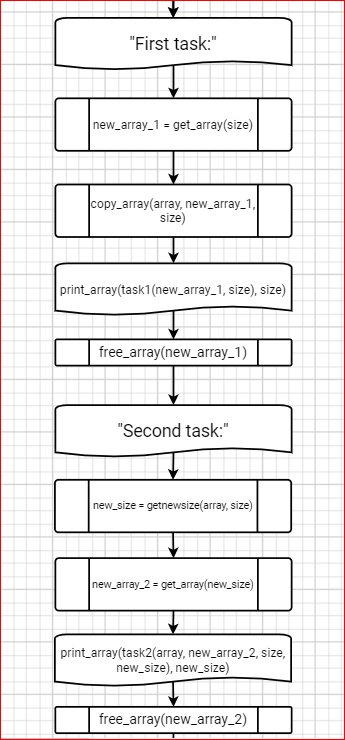 "First task:"
new_array_1 = get_array(size)
copy_array(array, new_array_1,
size)
print_array(task1(new_array_1, size), size)
free_array(new_array_1)
"Second task:"
new_size = getnewsize(array, size)
new_array_2 = get_array(new_size)
print_array(task2(array, new_array_2, size,
new_size), new_size)
free_array(new_array_2)